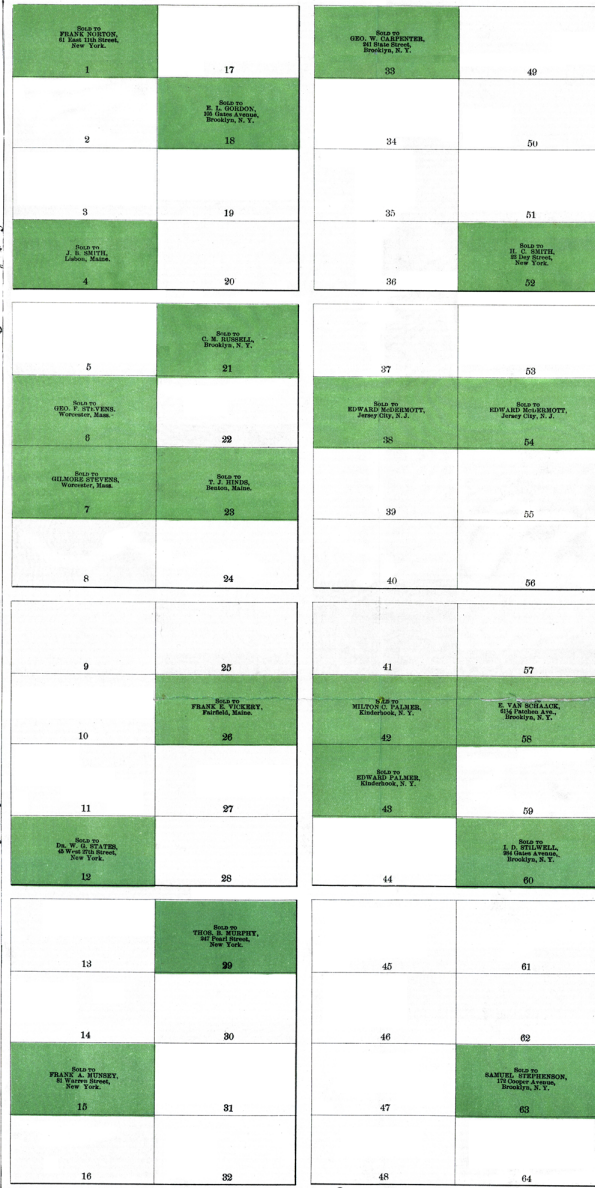 SOLD TO
FRANK NORTON,
61 East 11th Street,
New York.
1
17
2
SOLD TO
E. L. GORDON,
Gates Avenue,
Brooklyn, N. Y.
18
3
19
SOLD TO
J. B. SMITH,
Lisbon, Maine.
4
20
SOLD TO
GEO. W. CARPENTER,
241 State Street,
Brooklyn, N. Y.
33
49
34
50
35
51
36
SOLD TO
H. C. SMITH,
Dey Street,
New York.
52
5
SOLD TO
C. M. RUSSELL,
Brooklyn, N. Y.
21
SOLD TO
GEO. F. STEVENS,
Worcester, Mass.
6
22
SOLD TO
GILMORE STEVENS,
Worcester, Mass.
7
SOLD TO
T. J. HINDS,
Benton, Maine.
23
8
24
37
53
SOLD TO
EDWARD McDERMOTT,
Jersey City, N. J.
38
SOLD TO
EDWARD McDERMOTT,
Jersey City, N. J.
54
39
55
40
56
9
25
10
SOLD TO
FRANK E. VICKERY,
Fairfield, Maine.
26
11
27
SOLD TO
DR. W. G. STATES,
45 West 27th Street,
New York.
12
28
41
57
SOLD TO
MILTON C. PALMER,
Kinderhook, N. Y.
42
E. VAN SCHAACK,
Patchen Ave.,
Brooklyn, N. Y.
58
SOLD TO
EDWARD PALMER,
Kinderhook, N. Y.
43
59
44
SOLD TO
I. D. STILWELL,
Gates Avenue,
Brooklyn, N. Y.
60
13
SOLD TO
THOS. B. MURPHY,
347 Pearl Street,
New York.
29
14
30
SOLD TO
FRANK A. MUNSEY,
81 Warren Street,
New York.
15
31
16
32
45
61
46
62
47
SOLD TO
SAMUEL STEPHENSON,
172 Cooper Avenue,
Brooklyn, N. Y.
63
48
64